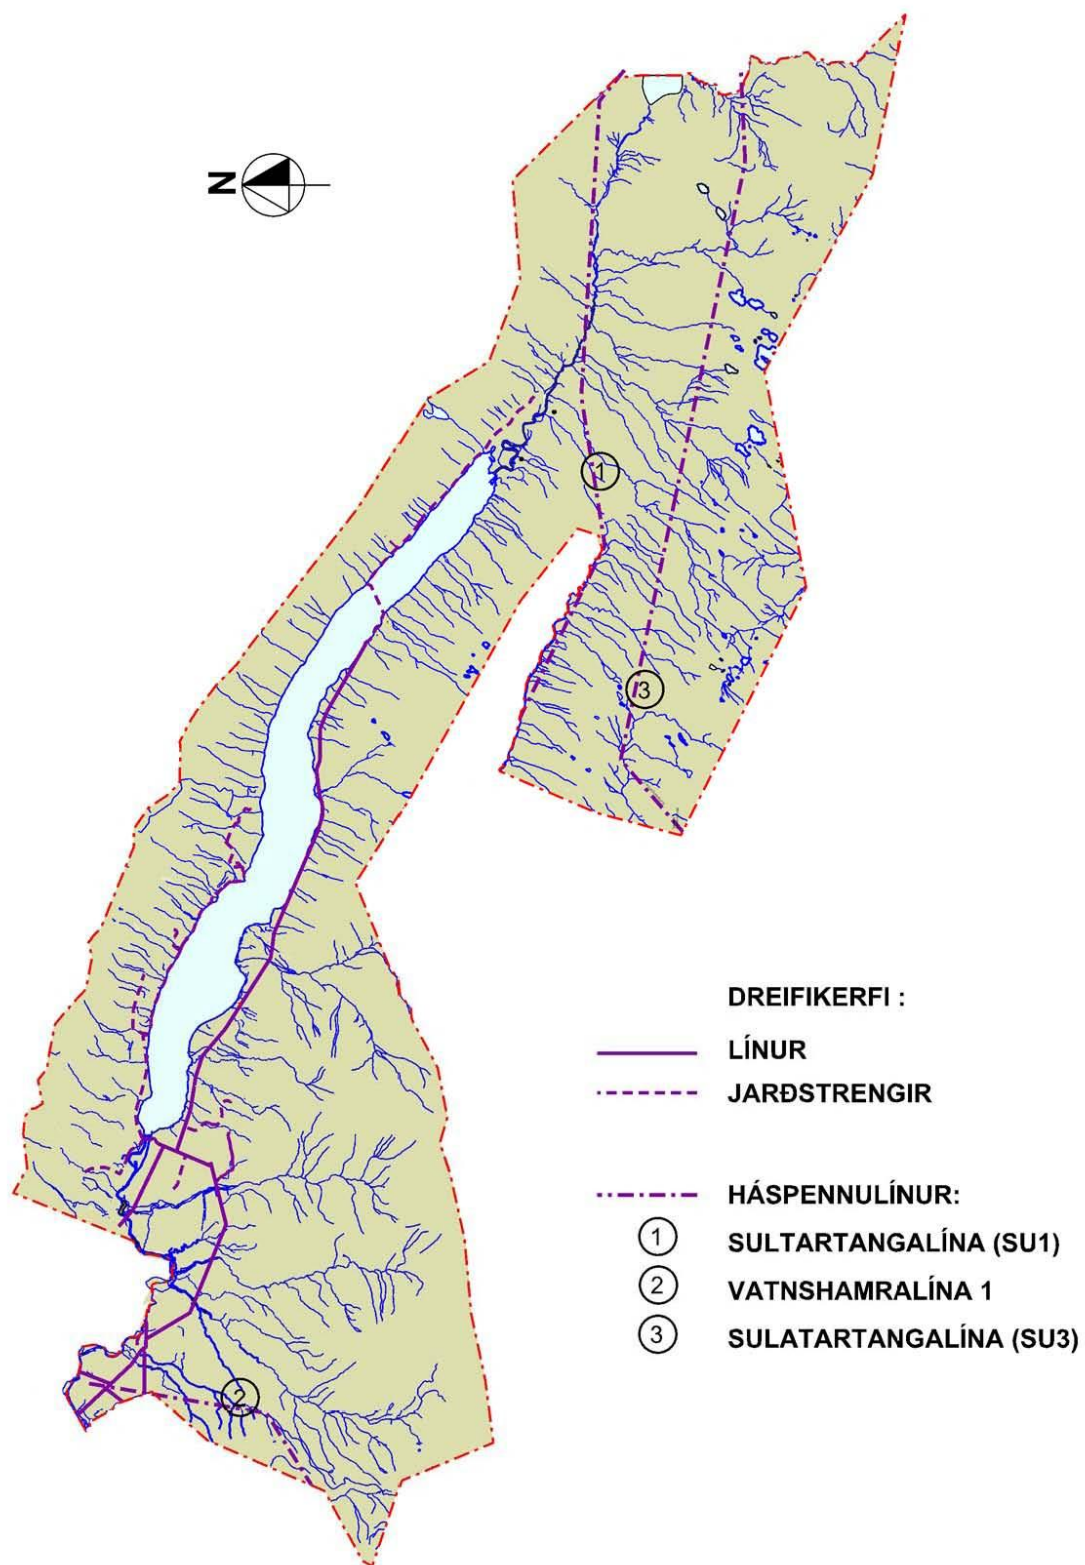 N
1
3
2
DREIFIKERFI :
LÍNUR
JARÐSTRENGIR
HÁSPENNULÍNUR:
1 SULTARTANGALÍNA (SU1)
2 VATNSHAMRALÍNA 1
3 SULATARTANGALÍNA (SU3)